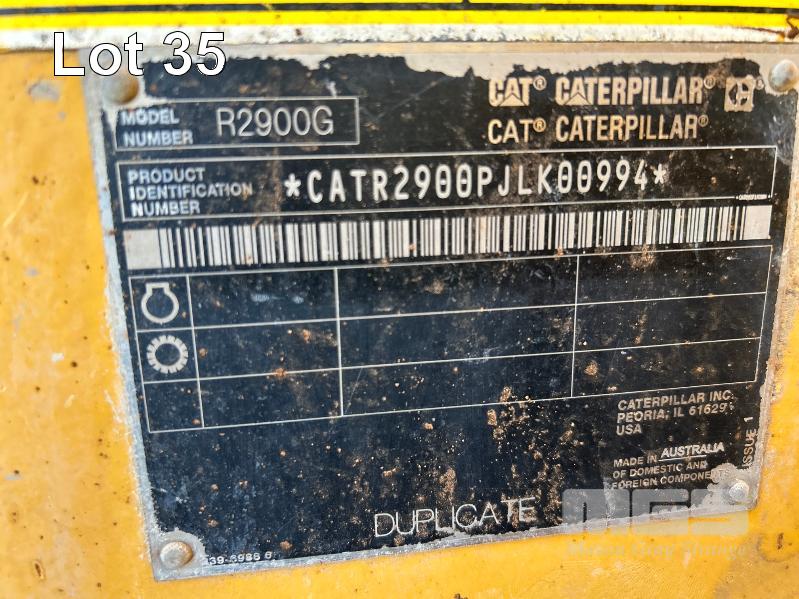 Lot 35
CAT® CATERPILLAR®
CAT® CATERPILLAR®
MODEL
NUMBER
R2900G
PRODUCT
IDENTIFICATION
NUMBER
*CATR2900PJLK00994*
CATERPILLAR INC.
PEORIA, IL 61629
USA
MADE IN AUSTRALIA
OF DOMESTIC AND
FOREIGN COMPONENTS
ISSUE 1
DUPLICATE
MGS